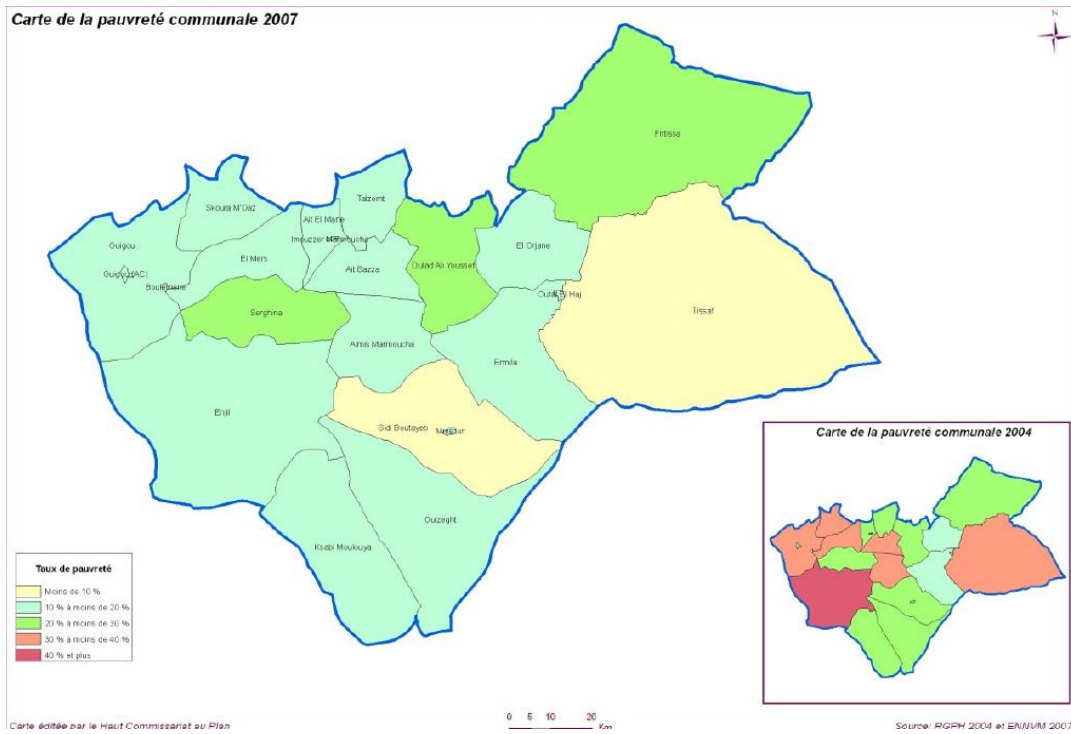 Carte de la pauvreté communale 2007
N
Fritissa
Talzemt
Skoura M'Daz
Ait El Mane
Guigou
Imouzzer Marmoucha
El Orjane
El Mers
Oulad Ali Youssef
Ait Bazza
Guigou (AC)
Boulemane
El Haj
Tissaf
Serghina
Almis Marmoucha
Ermila
Enjil
Sidi Boutayeb
Ouizeght
Ksabi Moulouya
Carte de la pauvreté communale 2004
Taux de pauvreté
Moins de 10 %
10 % à moins de 20 %
20 % à moins de 30 %
30 % à moins de 40 %
40 % et plus
0 5 10 20
Km
Carte éditée par le Haut Commissariat au Plan
Source: RGPH 2004 et ENNVM 2007